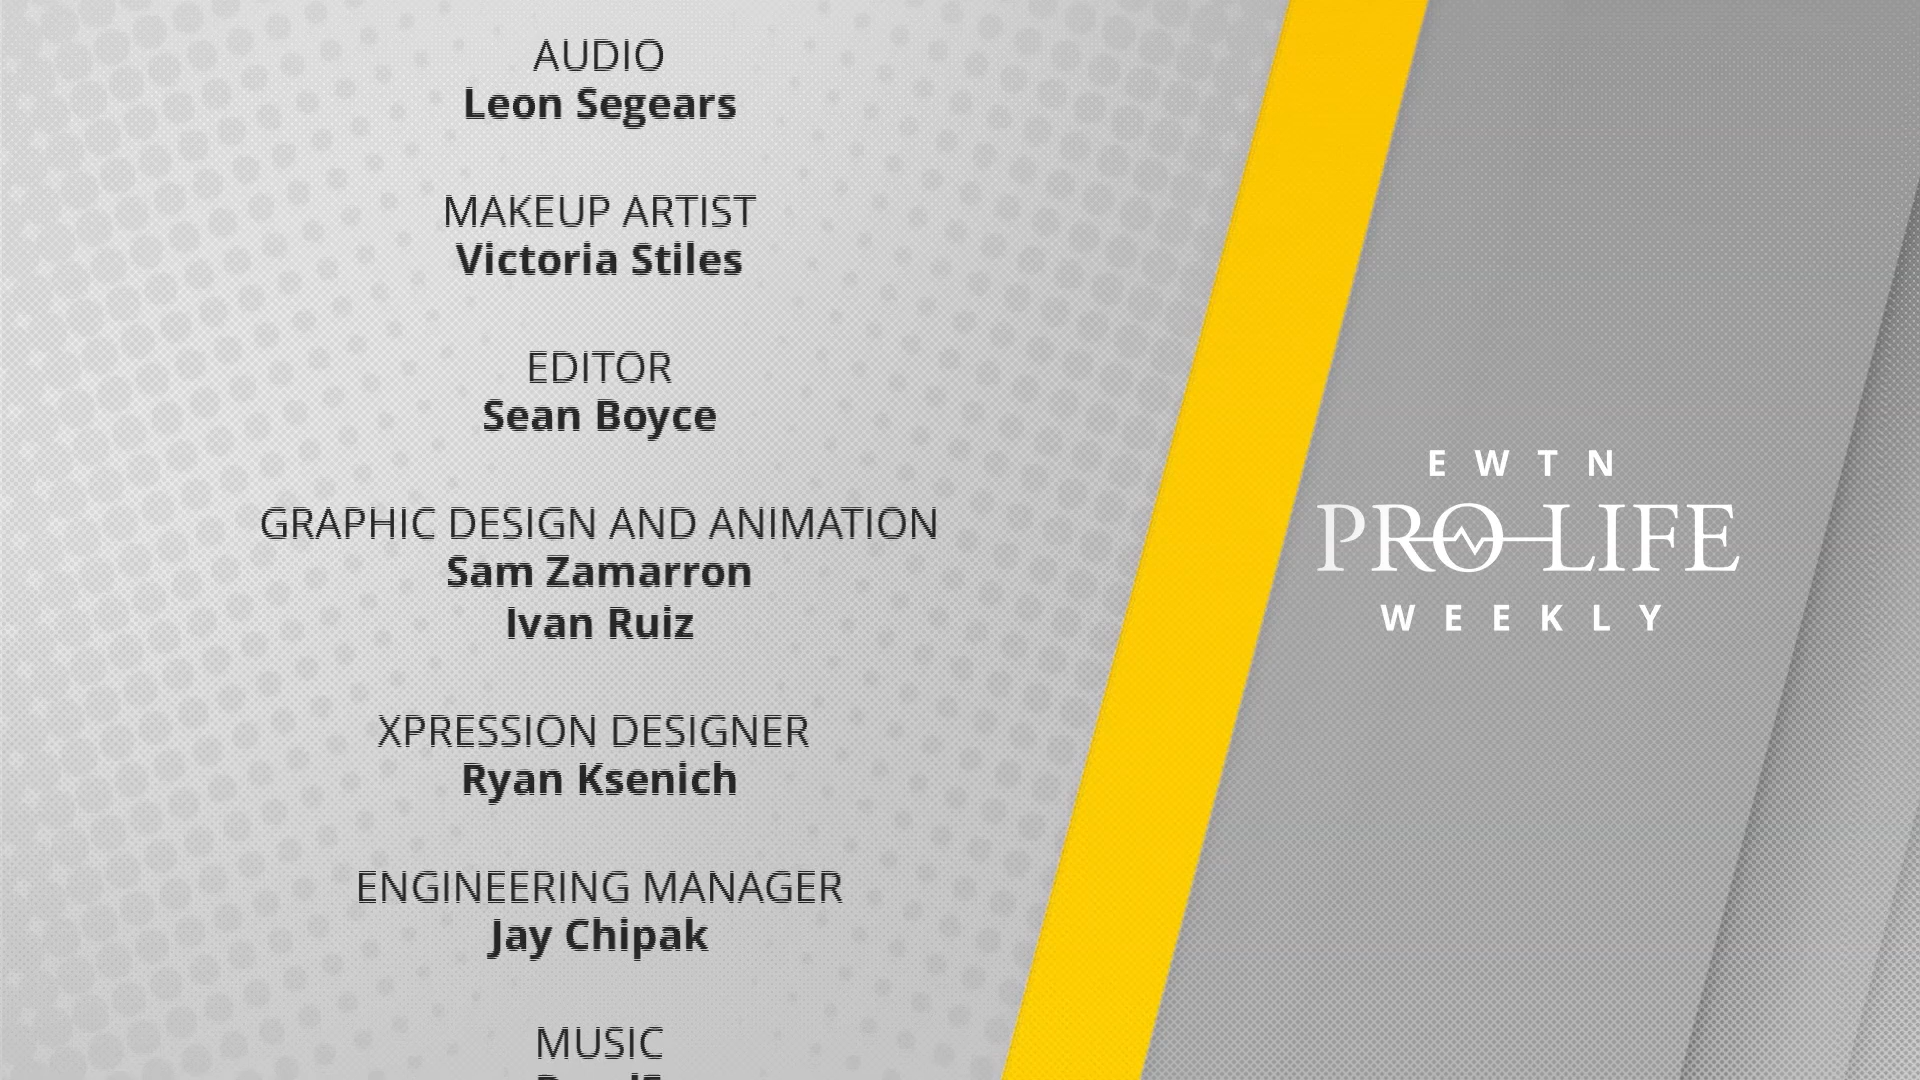 AUDIO
Leon Segears
MAKEUP ARTIST
Victoria Stiles
EDITOR
Sean Boyce
GRAPHIC DESIGN AND ANIMATION
Sam Zamarron
Ivan Ruiz
XPRESSION DESIGNER
Ryan Ksenich
ENGINEERING MANAGER
Jay Chipak
MUSIC
EWTN
PRO-LIFE
WEEKLY